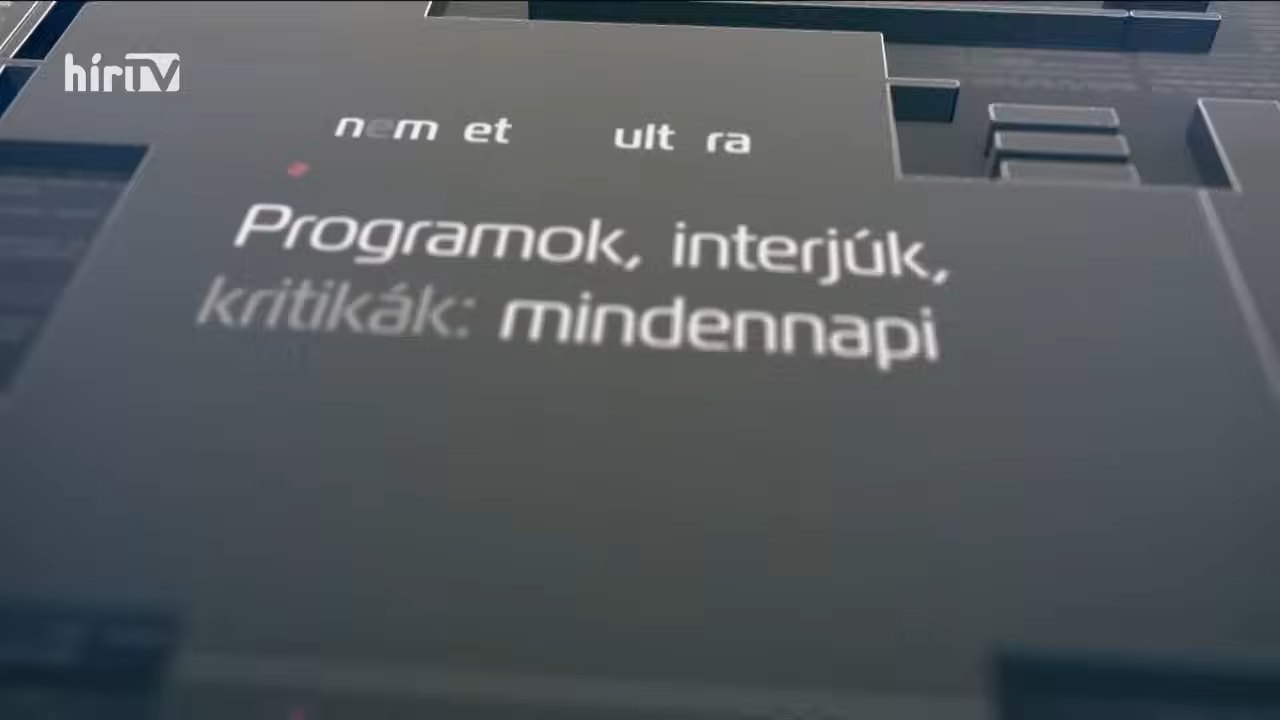 hírTV
nem et ult ra
Programok, interjúk,
kritikák: mindennapi